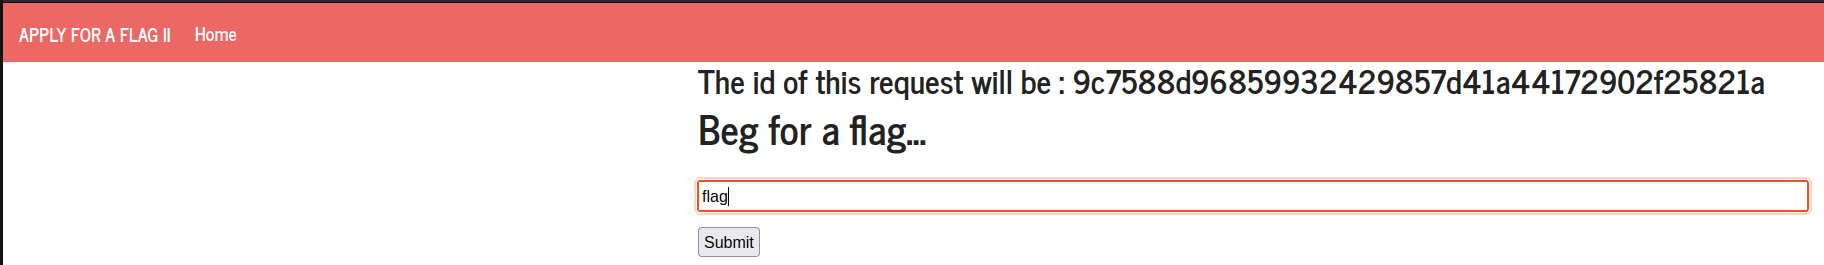 APPLY FOR A FLAG II Home
The id of this request will be : 9c7588d96859932429857d41a44172902f25821a
Beg for a flag...
flag
Submit